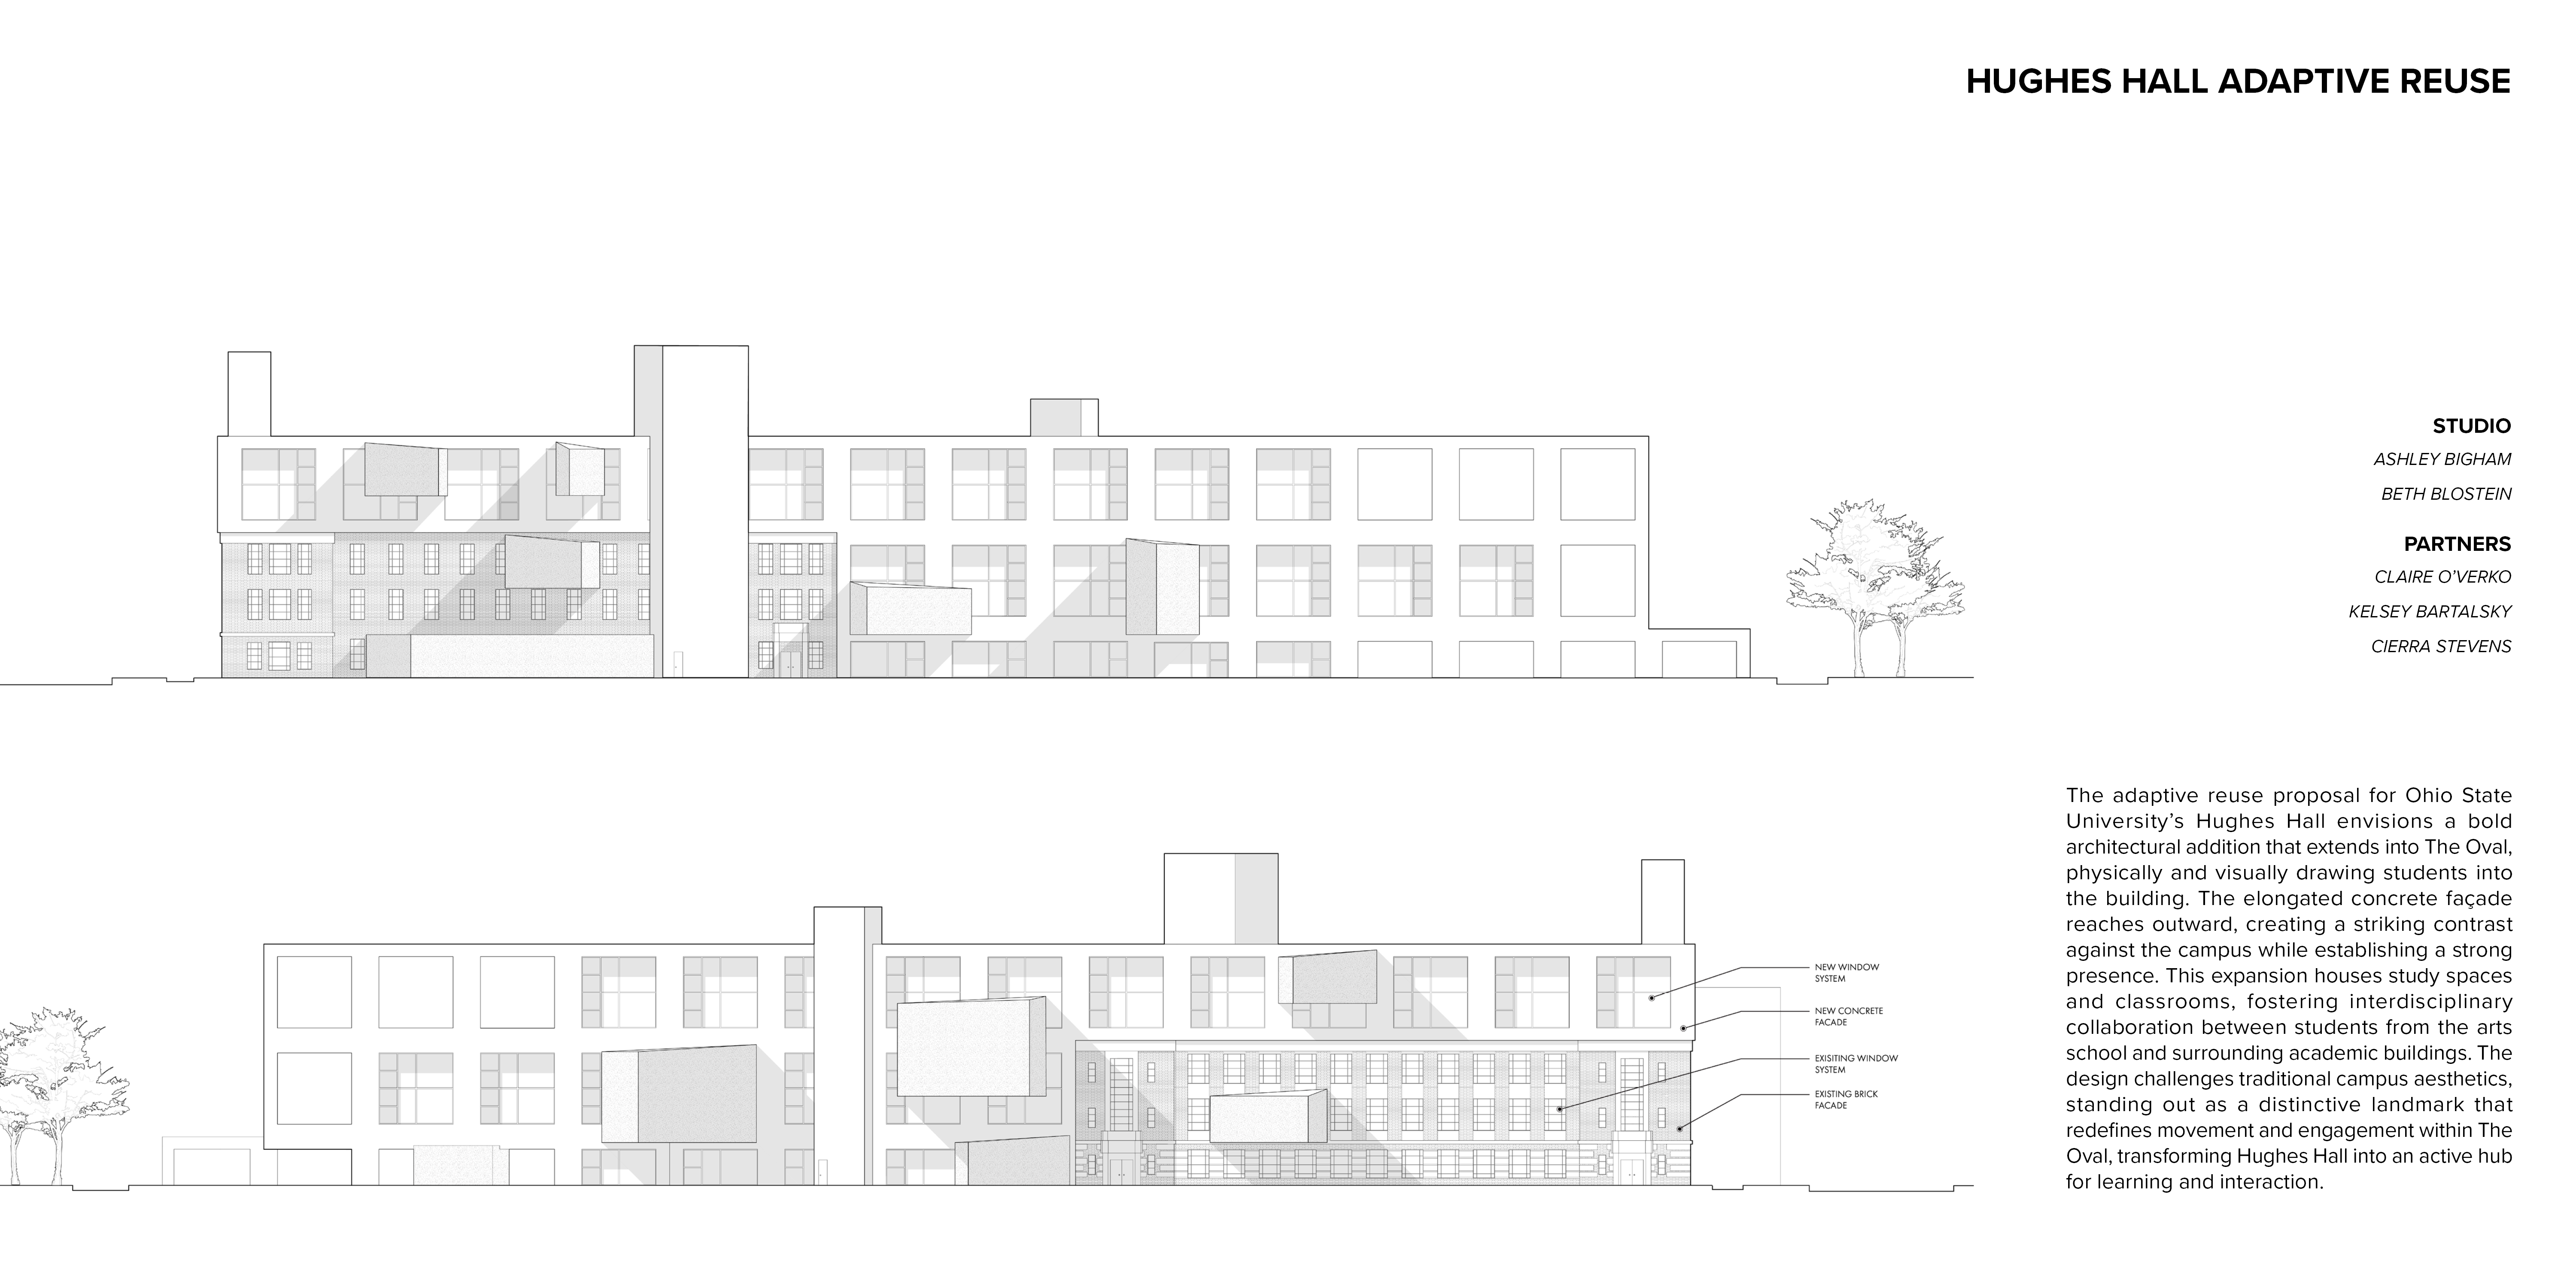 HUGHES HALL ADAPTIVE REUSE
STUDIO
ASHLEY BIGHAM
BETH BLOSTEIN
PARTNERS
CLAIRE O’VERKO
KELSEY BARTALSKY
CIERRA STEVENS
The adaptive reuse proposal for Ohio State
University’s Hughes Hall envisions a bold
architectural addition that extends into The Oval,
physically and visually drawing students into
the building. The elongated concrete façade
reaches outward, creating a striking contrast
against the campus while establishing a strong
presence. This expansion houses study spaces
and classrooms, fostering interdisciplinary
collaboration between students from the arts
school and surrounding academic buildings. The
design challenges traditional campus aesthetics,
standing out as a distinctive landmark that
redefines movement and engagement within The
Oval, transforming Hughes Hall into an active hub
for learning and interaction.
NEW WINDOW
SYSTEM
NEW CONCRETE
FACADE
EXISITING WINDOW
SYSTEM
EXISTING BRICK
FACADE